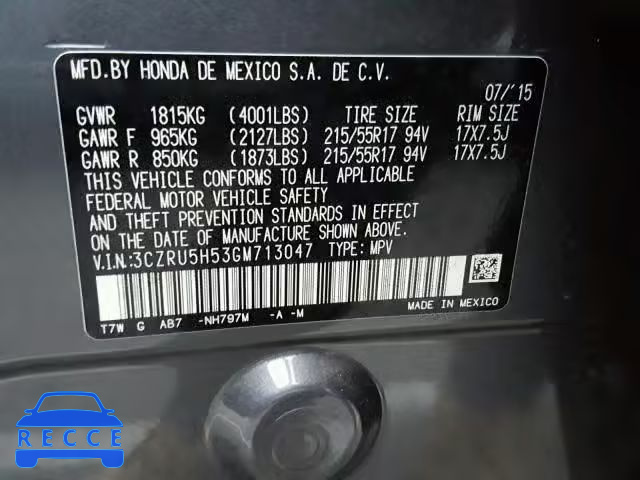 MFD.BY HONDA DE MEXICO S.A. DE C.V.
07/'15
GVWR 1815KG (4001LBS) TIRE SIZE RIM SIZE
GAWR F 965KG (2127LBS) 215/55R17 94V 17X7.5J
GAWR R 850KG (1873LBS) 215/55R17 94V 17X7.5J
THIS VEHICLE CONFORMS TO ALL APPLICABLE
FEDERAL MOTOR VEHICLE SAFETY
AND THEFT PREVENTION STANDARDS IN EFFECT
ON THE DATE OF MANUFACTURE SHOWN ABOVE.
V.I.N:3CZRU5H53GM713047 TYPE: MPV
MADE IN MEXICO
T7W G AB7 -NH797M -A -M
RECCE